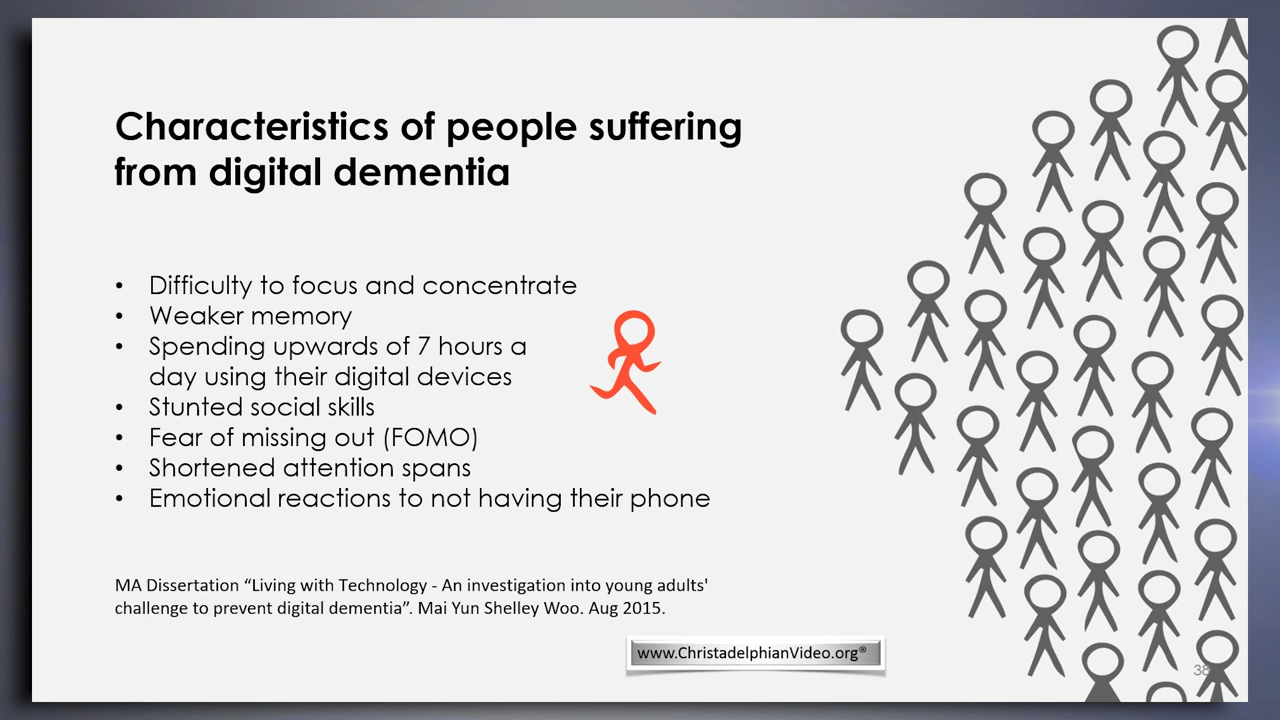 Characteristics of people suffering
from digital dementia
• Difficulty to focus and concentrate
• Weaker memory
• Spending upwards of 7 hours a
day using their digital devices
• Stunted social skills
• Fear of missing out (FOMO)
• Shortened attention spans
• Emotional reactions to not having their phone
MA Dissertation “Living with Technology - An investigation into young adults'
challenge to prevent digital dementia”. Mai Yun Shelley Woo. Aug 2015.
www.ChristadelphianVideo.org®